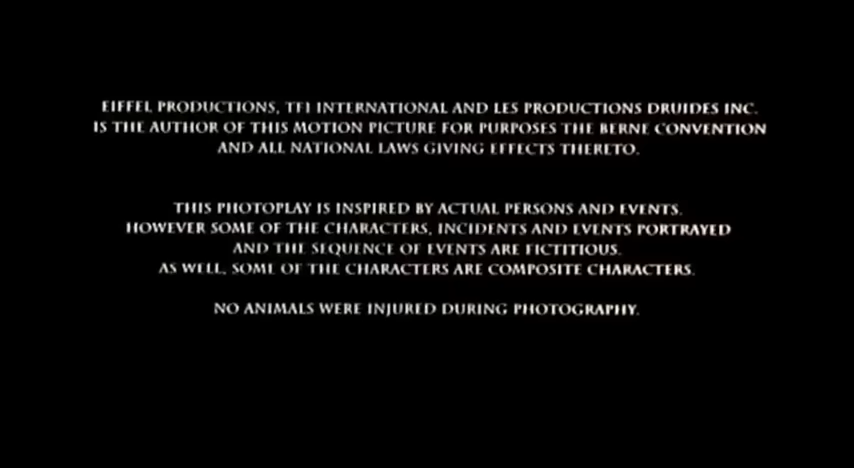 EIFFEL PRODUCTIONS, TF1 INTERNATIONAL AND LES PRODUCTIONS DRUIDES INC.
IS THE AUTHOR OF THIS MOTION PICTURE FOR PURPOSES THE BERNE CONVENTION
AND ALL NATIONAL LAWS GIVING EFFECTS THERETO.
THIS PHOTOPLAY IS INSPIRED BY ACTUAL PERSONS AND EVENTS.
HOWEVER SOME OF THE CHARACTERS, INCIDENTS AND EVENTS PORTRAYED
AND THE SEQUENCE OF EVENTS ARE FICTITIOUS.
AS WELL, SOME OF THE CHARACTERS ARE COMPOSITE CHARACTERS.
NO ANIMALS WERE INJURED DURING PHOTOGRAPHY.